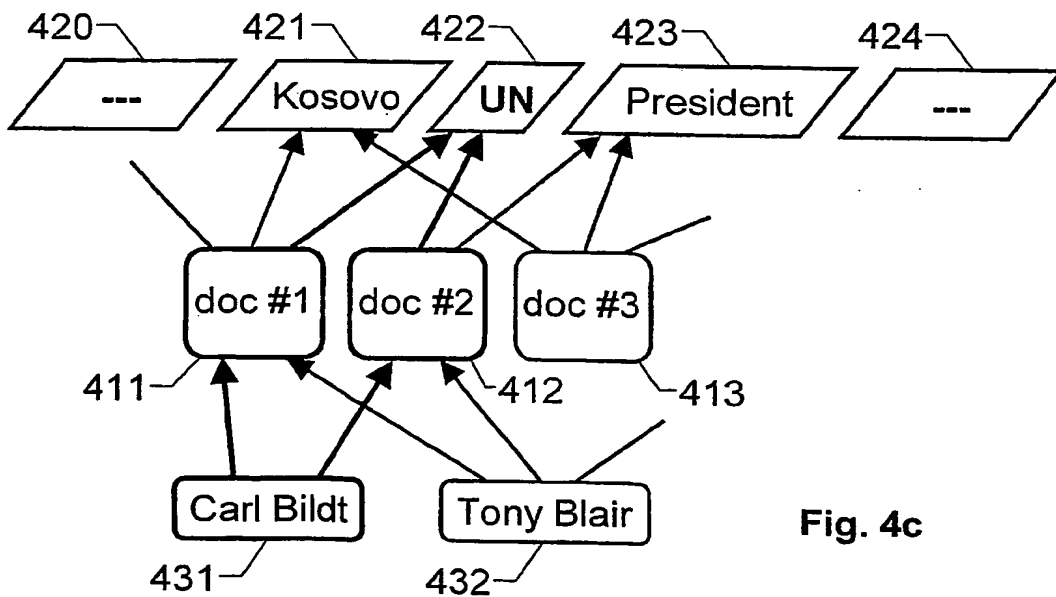 420 421 422 423 424
--- Kosovo UN President ---
doc #1 doc #2 doc #3
411 412 413
Carl Bildt Tony Blair
Fig. 4c
431 432